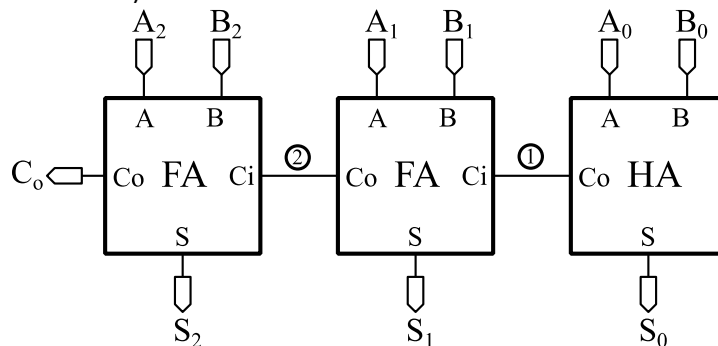 A₂ B₂ A₁ B₁ A₀ B₀
A B A B A B
Cₒ Co FA Ci ② Co FA Ci ① Co HA
S S S
S₂ S₁ S₀